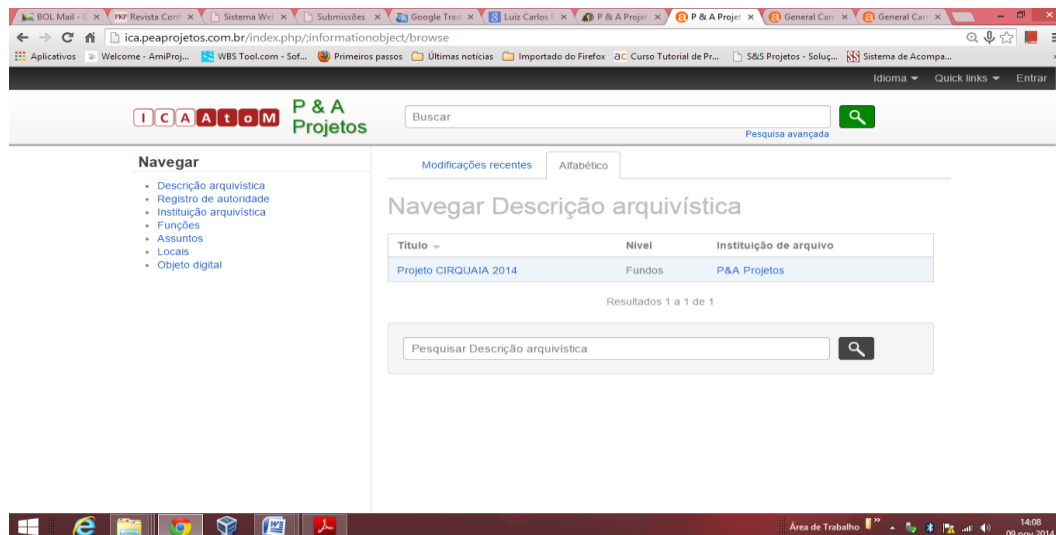 BOL Mail - C
PKP Revista Conf
Sistema Wel
Submissões
Google Trad
Luiz Carlos F
P & A Projet
P & A Projet
General Carr
General Carr
ica.peaprojetos.com.br/index.php/;informationobject/browse
Aplicativos Welcome - AmiProj... WBS Tool.com - Sof... Primeiros passos Últimas notícias Importado do Firefox ac Curso Tutorial de Pr... S&S Projetos - Soluç... Sistema de Acompa...
Idioma Quick links Entrar
ICAAtoM P & A Projetos
Buscar
Pesquisa avançada
Navegar
Descrição arquivística
Registro de autoridade
Instituição arquivística
Funções
Assuntos
Locais
Objeto digital
Modificações recentes Alfabético
Navegar Descrição arquivística
Título Nível Instituição de arquivo
Projeto CIRQUAIA 2014 Fundos P&A Projetos
Resultados 1 a 1 de 1
Pesquisar Descrição arquivística
Área de Trabalho
14:08
09 nov 2014